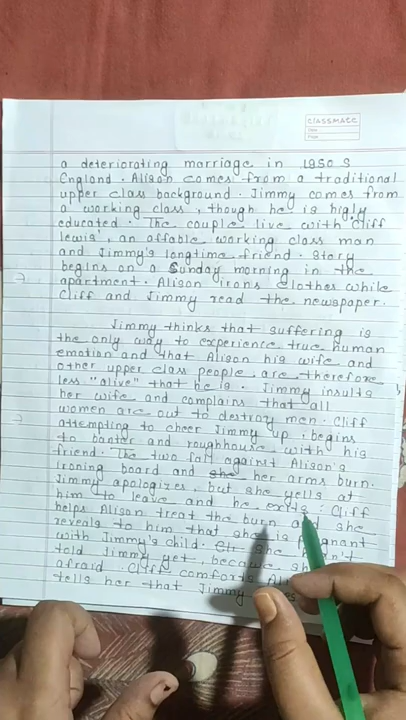 CLASSMATE
Date
Page
a deteriorating marriage in 1950 s
England. Alison comes from a traditional
upper class background. Jimmy comes from
a working class, though he is higly
educated. The couple live with cliff
lewis', an affable working class man
and Jimmy's longtime friend. Story
begins on a Sunday morning in the
apartment. Alison irons clothes while
Cliff and Jimmy read the newspaper.
Jimmy thinks that suffering is
the only way to experience true human
emotion and that Alison his wife and
other upper class people are therefore
less "alive" that he is. Jimmy insults
her wife and complains that all
women are out to destroy men. Cliff
attempting to cheer Jimmy up, begins
to banter and roughhouse with his
friend. The two fall against Alison's
Ironing board and she her arms burn.
Jimmy apologizes but she yells at
him to leave and he exits. Cliff
helps Alison treat the burn and she
reveals to him that she is pregnant
with Jimmy's child. She
told Jimmy yet, because
afraid. Cliff comforts
tells her that Jimmy